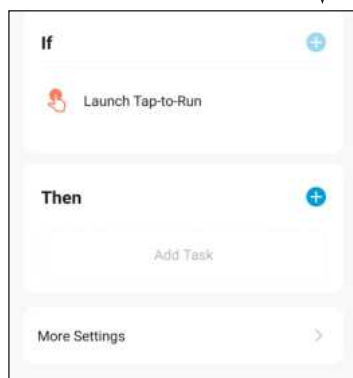 If
Launch Tap-to-Run
Then
Add Task
More Settings